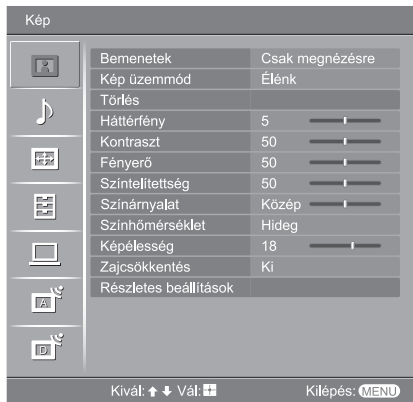 Kép
Bemenetek Csak megnézésre
Kép üzemmód Élénk
Törlés
Háttérfény 5
Kontraszt 50
Fényerő 50
Színtelítettség 50
Színárnyalat Közép
Színhőmérséklet Hideg
Képélesség 18
Zajcsökkentés Ki
Részletes beállítások
A
D
Kivál: Vál: Kilépés: MENU